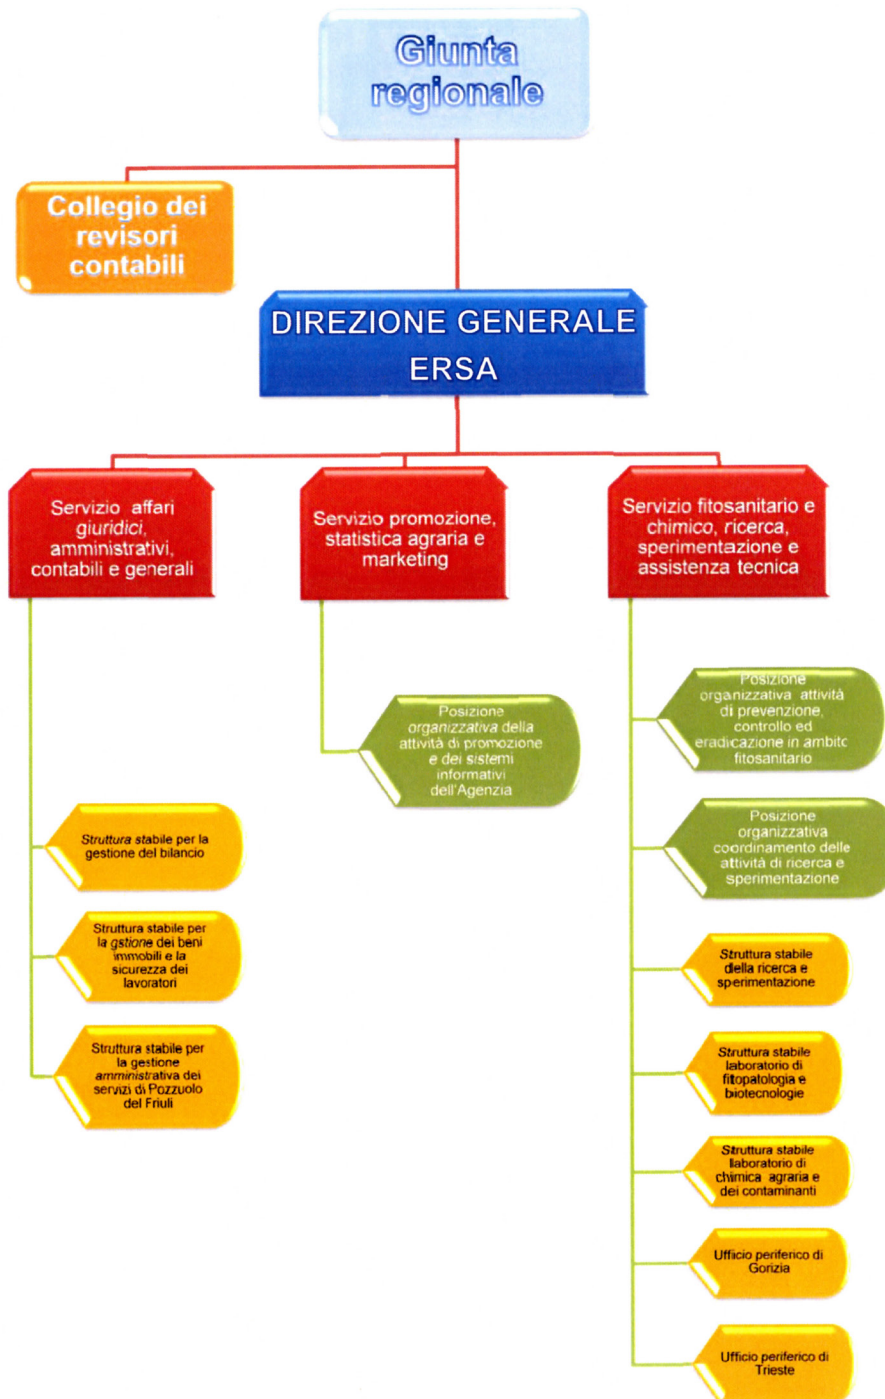 Giunta
regionale
Collegio dei
revisori
contabili
DIREZIONE GENERALE
ERSA
Servizio affari
giuridici,
amministrativi,
contabili e generali
Servizio promozione,
statistica agraria e
marketing
Servizio fitosanitario e
chimico, ricerca,
sperimentazione e
assistenza tecnica
Posizione
organizzativa della
attività di promozione
e dei sistemi
informativi
dell'Agenzia
Posizione
organizzativa attività
di prevenzione,
controllo ed
eradicazione in ambito
fitosanitario
Posizione
organizzativa
coordinamento delle
attività di ricerca e
sperimentazione
Struttura stabile per la
gestione del bilancio
Struttura stabile per
la gstione dei beni
immobili e la
sicurezza dei
lavoratori
Struttura stabile per
la gestione
amministrativa dei
servizi di Pozzuolo
del Friuli
Struttura stabile
della ricerca e
sperimentazione
Struttura stabile
laboratorio di
fitopatologia e
biotecnologie
Struttura stabile
laboratorio di
chimica agraria e
dei contaminanti
Ufficio periferico di
Gorizia
Ufficio periferico di
Trieste